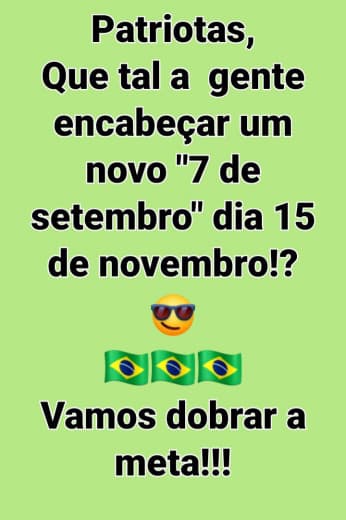 Patriotas,
Que tal a gente
encabeçar um
novo "7 de
setembro" dia 15
de novembro!?
😎
🇧🇷🇧🇷🇧🇷
Vamos dobrar a
meta!!!